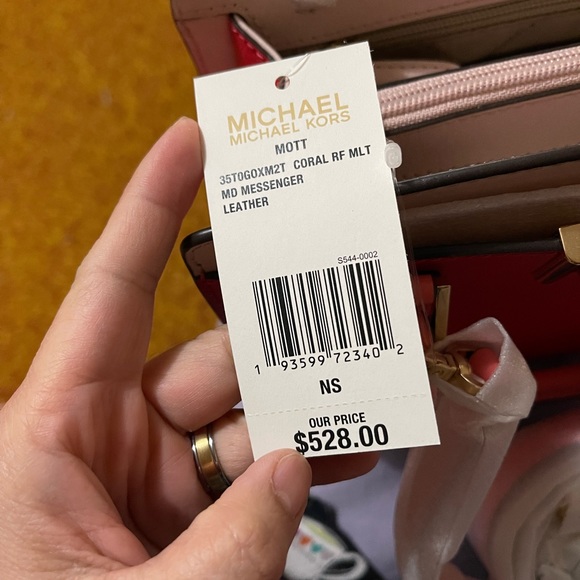 MICHAEL
MICHAEL KORS
MOTT
35T0GOXM2T CORAL RF MLT
MD MESSENGER
LEATHER
S544-0002
1 93599 72340 2
NS
OUR PRICE
$528.00